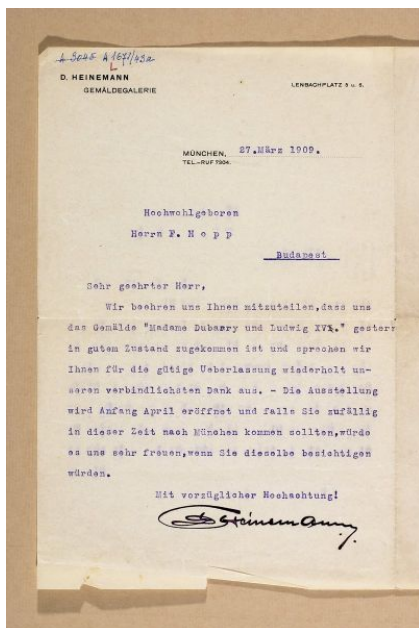 A 3045 A 1671/43a
D. HEINEMANN
GEMÄLDEGALERIE
LENBACHPLATZ 5 u. 6.
MÜNCHEN, 27.März 1909.
TEL.-RUF 7904.
Hochwohlgeboren
Herrn F. H o p p
Budapest
Sehr geehrter Herr,
Wir beehren uns Ihnen mitzuteilen,dass uns
das Gemälde "Madame Dubarry und Ludwig XV." gestern
in gutem Zustand zugekommen ist und sprechen wir
Ihnen für die gütige Ueberlassung wiederholt un-
seren verbindlichsten Dank aus. - Die Ausstellung
wird Anfang April eröffnet und falls Sie zufällig
in dieser Zeit nach München kommen sollten,würde
es uns sehr freuen,wenn Sie dieselbe besichtigen
würden.
Mit vorzüglicher Hochachtung!
D Heinemann